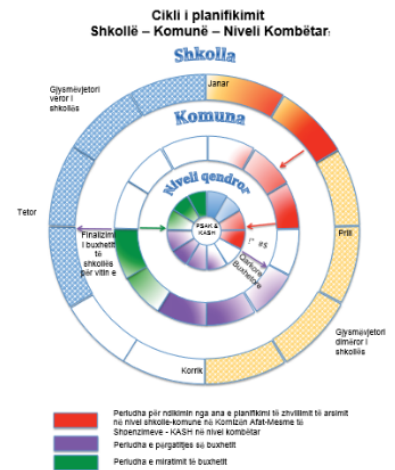 Cikli i planifikimit
Shkollë – Komunë – Niveli Kombëtar
Shkolla
Gjysmëvjetori
veror i
shkollës
Janar
Komuna
Niveli qendror
PSAK &
KASH
Tetor
Prill
Finalizimi
i buxhetit
të
shkollës
për vitin e
Qarkore
Buxhetore
Gjysmëvjetori
dimëror i
shkollës
Korrik
Periudha për ndikimin nga ana e planifikimi të zhvillimit të arsimit
në nivel shkolle-komune në Kornizën Afat-Mesme të
Shpenzimeve - KASH në nivel kombëtar
Periudha e përgatitjes së buxhetit
Periudha e miratimit të buxhetit